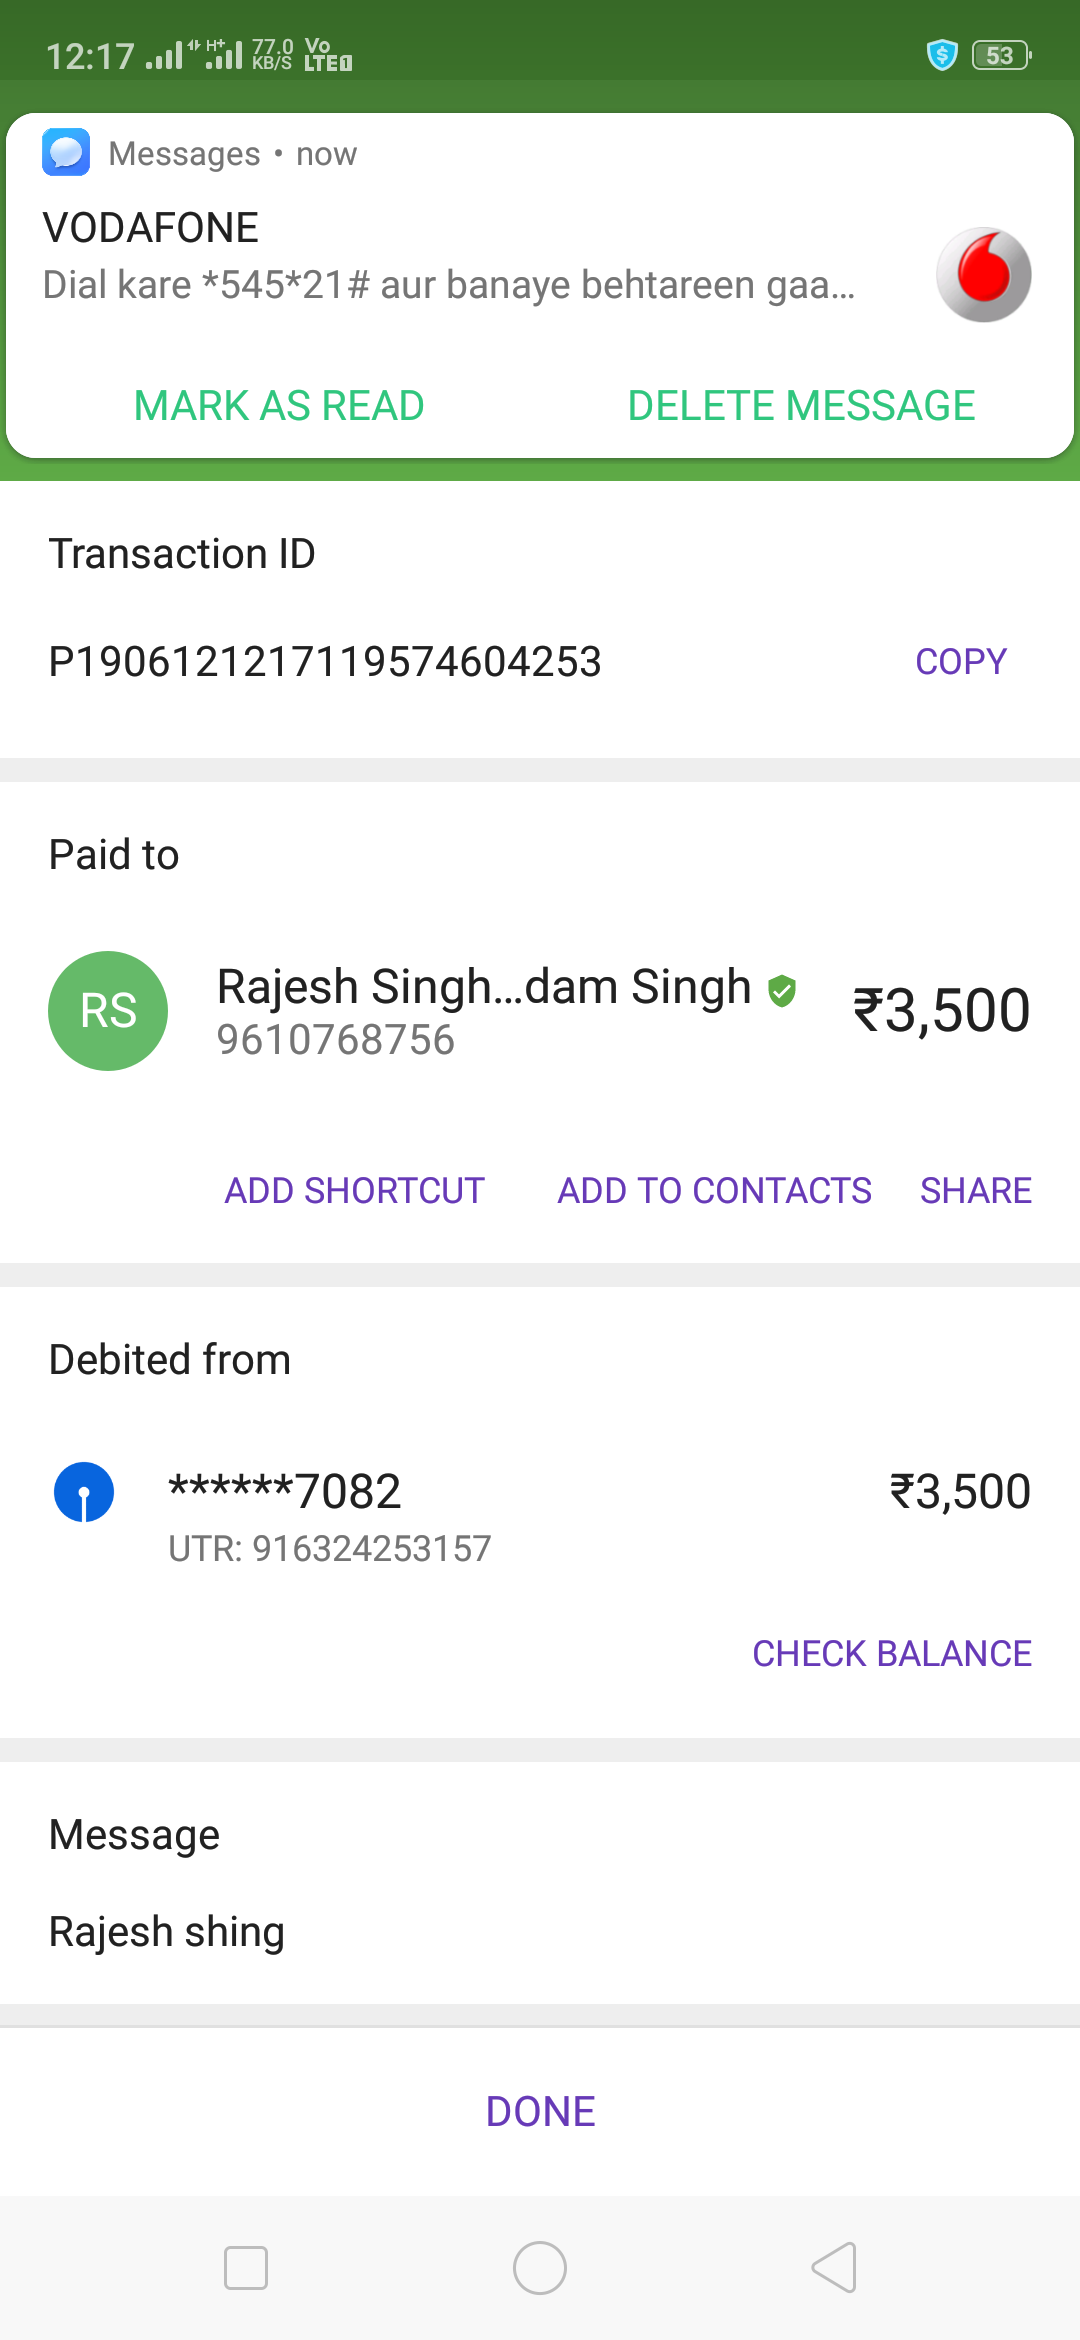 12:17 H+ 77.0 KB/S Vo LTE1 53
Messages • now
VODAFONE
Dial kare *545*21# aur banaye behtareen gaa...
MARK AS READ DELETE MESSAGE
Transaction ID
P1906121217119574604253 COPY
Paid to
RS Rajesh Singh...dam Singh ₹3,500
9610768756
ADD SHORTCUT ADD TO CONTACTS SHARE
Debited from
******7082 ₹3,500
UTR: 916324253157
CHECK BALANCE
Message
Rajesh shing
DONE